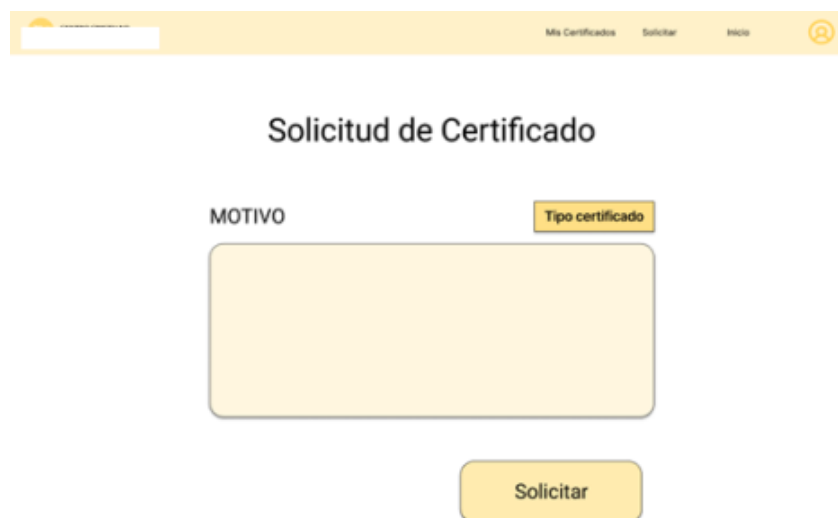 Mis Certificados Solicitar Inicio
Solicitud de Certificado
MOTIVO Tipo certificado
Solicitar